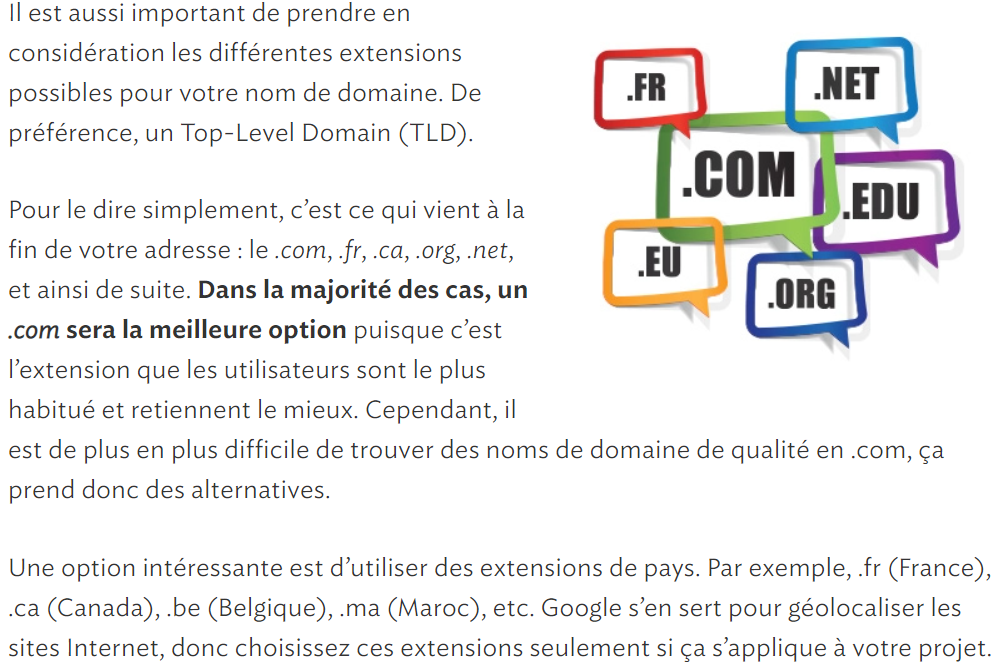 Il est aussi important de prendre en
considération les différentes extensions
possibles pour votre nom de domaine. De
préférence, un Top-Level Domain (TLD).
Pour le dire simplement, c’est ce qui vient à la
fin de votre adresse : le .com, .fr, .ca, .org, .net,
et ainsi de suite. Dans la majorité des cas, un
.com sera la meilleure option puisque c’est
l’extension que les utilisateurs sont le plus
habitué et retiennent le mieux. Cependant, il
est de plus en plus difficile de trouver des noms de domaine de qualité en .com, ça
prend donc des alternatives.
Une option intéressante est d’utiliser des extensions de pays. Par exemple, .fr (France),
.ca (Canada), .be (Belgique), .ma (Maroc), etc. Google s’en sert pour géolocaliser les
sites Internet, donc choisissez ces extensions seulement si ça s’applique à votre projet.
.FR
.NET
.COM
.EDU
.EU
.ORG